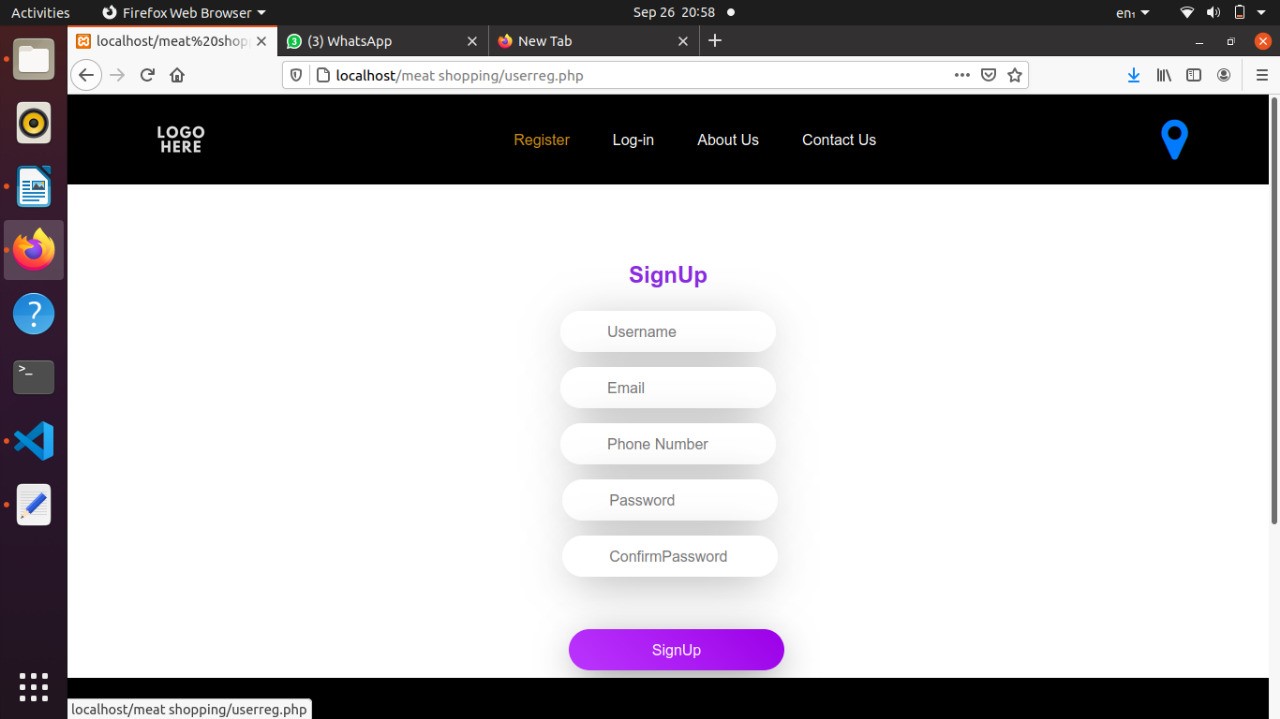 Activities Firefox Web Browser Sep 26 20:58 en₁
localhost/meat%20shop (3) WhatsApp New Tab
localhost/meat shopping/userreg.php
LOGO
HERE
Register Log-in About Us Contact Us
SignUp
Username
Email
Phone Number
Password
ConfirmPassword
SignUp
localhost/meat shopping/userreg.php